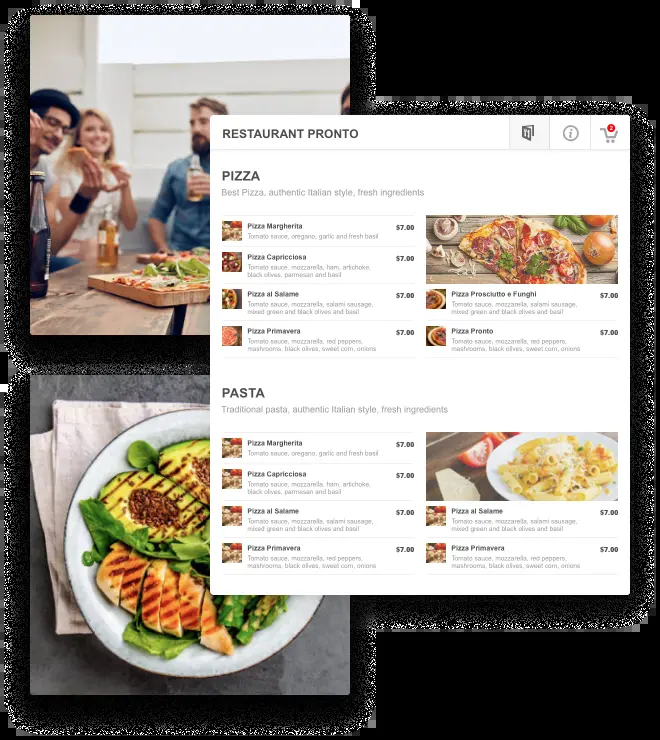 RESTAURANT PRONTO
2
PIZZA
Best Pizza, authentic Italian style, fresh ingredients
Pizza Margherita $7.00
Tomato sauce, oregano, garlic and fresh basil
Pizza Capricciosa $7.00
Tomato sauce, mozzarella, ham, artichoke,
black olives, parmesan and basil
Pizza al Salame $7.00
Tomato sauce, mozzarella, salami sausage,
mixed green and black olives and basil
Pizza Primavera $7.00
Tomato sauce, mozzarella, red peppers,
mashrooms, black olives, sweet corn, onions
Pizza Prosciutto e Funghi $7.00
Tomato sauce, mozzarella, salami sausage,
mixed green and black olives and basil
Pizza Pronto $7.00
Tomato sauce, mozzarella, red peppers,
mashrooms, black olives, sweet corn, onions
PASTA
Traditional pasta, authentic Italian style, fresh ingredients
Pizza Margherita $7.00
Tomato sauce, oregano, garlic and fresh basil
Pizza Capricciosa $7.00
Tomato sauce, mozzarella, ham, artichoke,
black olives, parmesan and basil
Pizza al Salame $7.00
Tomato sauce, mozzarella, salami sausage,
mixed green and black olives and basil
Pizza Primavera $7.00
Tomato sauce, mozzarella, red peppers,
mashrooms, black olives, sweet corn, onions
Pizza al Salame $7.00
Tomato sauce, mozzarella, salami sausage,
mixed green and black olives and basil
Pizza Primavera $7.00
Tomato sauce, mozzarella, red peppers,
mashrooms, black olives, sweet corn, onions